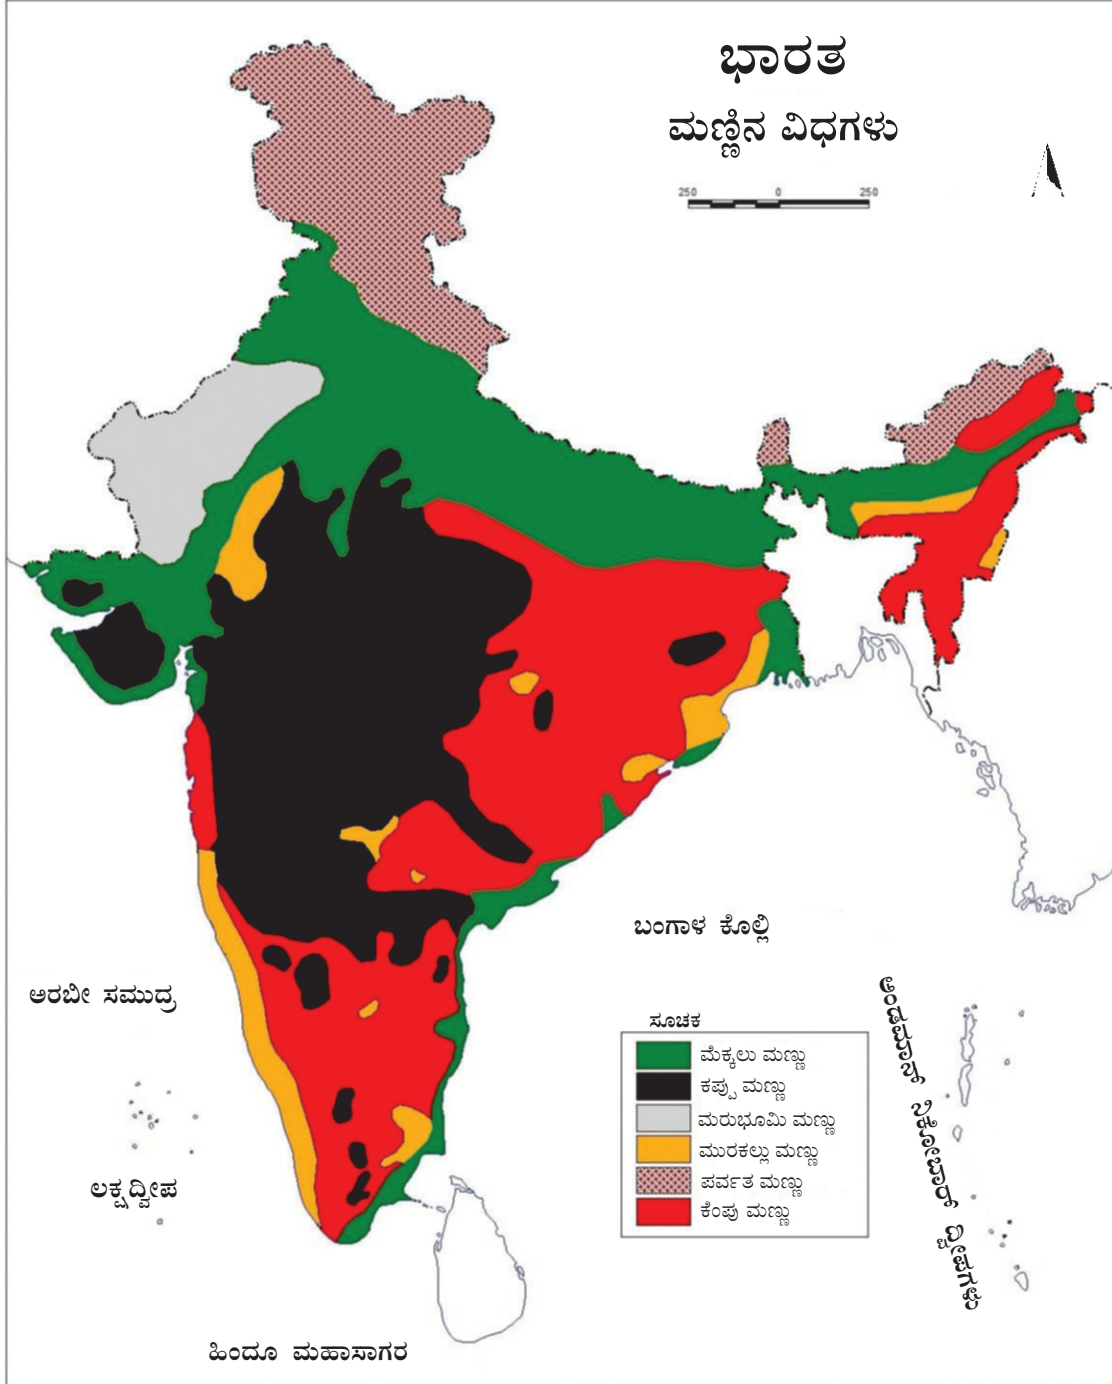 ಭಾರತ
ಮಣ್ಣಿನ ವಿಧಗಳು
250 0 250
ಬಂಗಾಳ ಕೊಲ್ಲಿ
ಅರಬೀ ಸಮುದ್ರ
ಅಂಡಮಾನ್ ನಿಕೋಬಾರ್ ದ್ವೀಪಗಳು
ಸೂಚಕ
ಮೆಕ್ಕಲು ಮಣ್ಣು
ಕಪ್ಪು ಮಣ್ಣು
ಮರುಭೂಮಿ ಮಣ್ಣು
ಮುರಕಲ್ಲು ಮಣ್ಣು
ಪರ್ವತ ಮಣ್ಣು
ಕೆಂಪು ಮಣ್ಣು
ಲಕ್ಷದ್ವೀಪ
ಹಿಂದೂ ಮಹಾಸಾಗರ